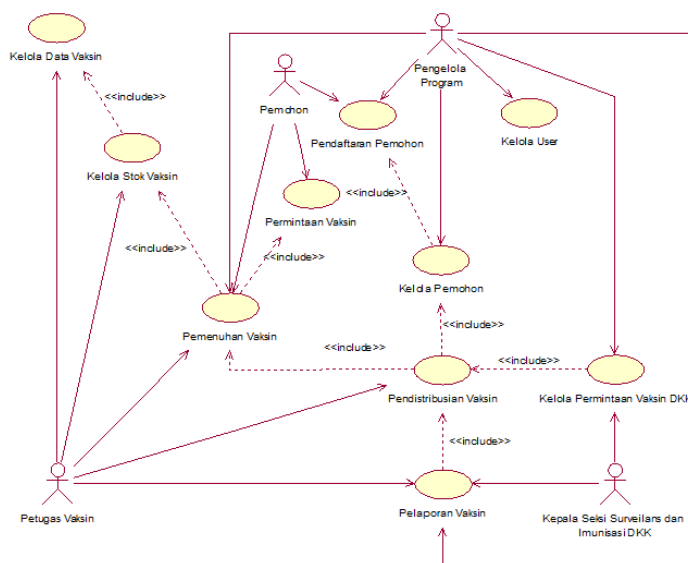 Kelola Data Vaksin
Pengelola
Program
Pemohon
<<include>>
Pendaftaran Pemohon
Kelola User
Kelola Stok Vaksin
<<include>>
Permintaan Vaksin
<<include>>
<<include>>
Kelola Pemohon
Pemenuhan Vaksin
<<include>>
<<include>>
<<include>>
Pendistribusian Vaksin
Kelola Permintaan Vaksin DKK
<<include>>
Petugas Vaksin
Pelaporan Vaksin
Kepala Seksi Surveilans dan
Imunisasi DKK